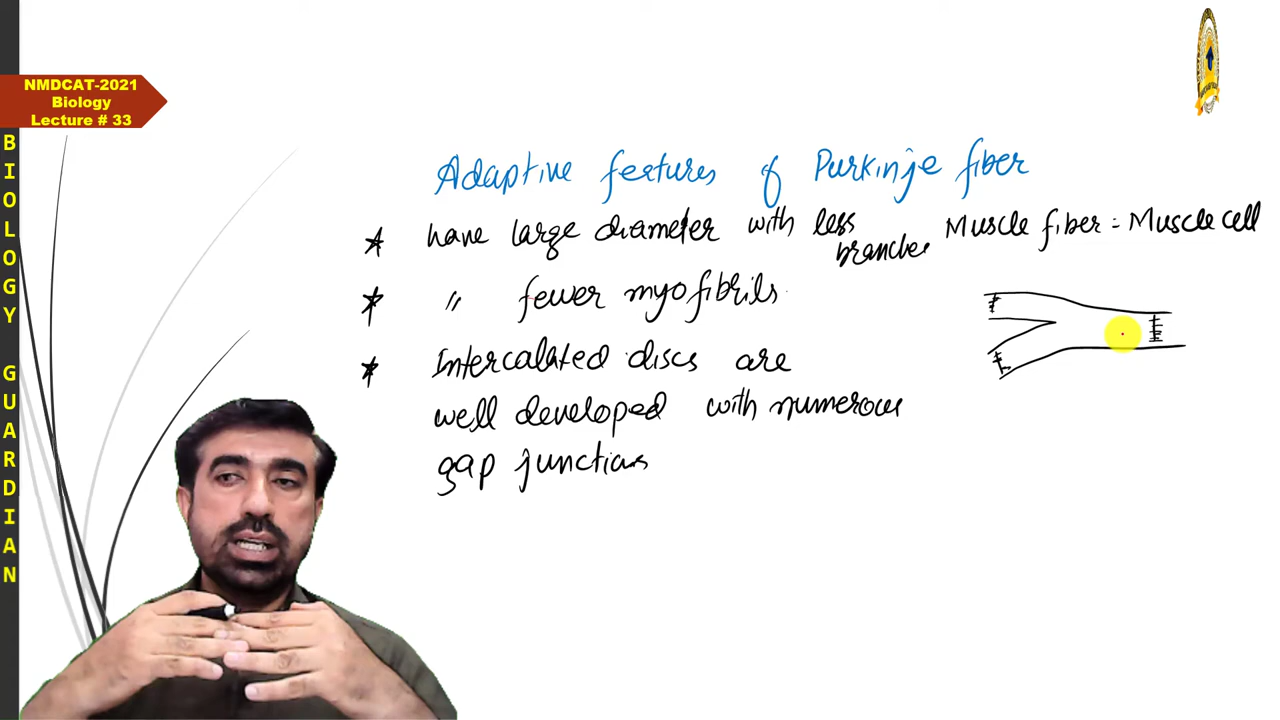 NMDCAT-2021
Biology
Lecture # 33
BIOLOGY GUARDIAN
Adaptive features of Purkinje fiber
★ have large diameter with less branches
Muscle fiber = Muscle cell
★ " fewer myofibrils
★ Intercalated discs are
well developed with numerous
gap junctions